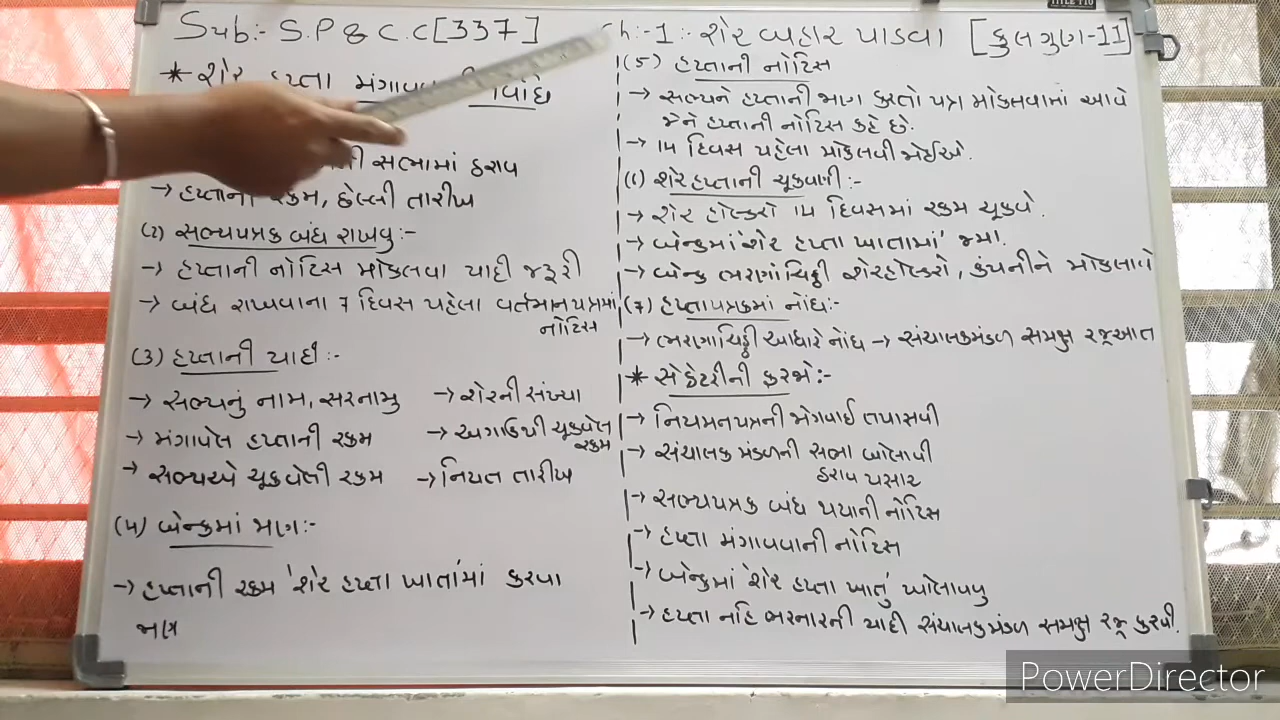 Sub:- S.P & C.C [337]
Ch:-1:- શેર બહાર પાડવા [કુલ ગુણ-11]
* શેર હપ્તા
સભામાં ઠરાવ
→ હપ્તાની રકમ, છેલ્લી તારીખ
(2) સભ્યપત્રક બંધ રાખવુ:-
→ હપ્તાની નોટિસ મોકલવા યાદી જરૂરી
→ બંધ રાખવાના 7 દિવસ પહેલા વર્તમાનપત્રમાં
નોટિસ
(3) હપ્તાની યાદી:-
→ સભ્યનું નામ, સરનામુ → શેરની સંખ્યા
→ મંગાવેલ હપ્તાની રકમ → અગાઉથી ચૂકવેલ
રકમ
→ સભ્યએ ચૂકવેલી રકમ → નિયત તારીખ
(4) બેન્કમાં જાણ:-
→ હપ્તાની રકમ 'શેર હપ્તા ખાતા'માં કરવા
જાણ
(5) હપ્તાની નોટિસ
→ સભ્યને હપ્તાની જાણ કરતો પત્ર મોકલવામાં આવે
જેને હપ્તાની નોટિસ કહે છે.
→ 14 દિવસ પહેલા મોકલવી જોઈએ.
(6) શેરહપ્તાની ચૂકવણી:-
→ શેર હોલ્ડરો 14 દિવસમાં રકમ ચૂકવે.
→ બેન્કમાં 'શેર હપ્તા ખાતામાં' જમા.
→ બેન્ક ભરણાંચિઠ્ઠી શેરહોલ્ડરો, કંપનીને મોકલાવે
(7) હપ્તાપત્રકમાં નોંધ:-
→ ભરણાચિઠ્ઠી આધારે નોંધ → સંચાલકમંડળ સમક્ષ રજૂઆત
* સેક્રેટરીની ફરજો:-
→ નિયમનપત્રની જોગવાઈ તપાસવી
→ સંચાલક મંડળની સભા બોલાવી
ઠરાવ પસાર
→ સભ્યપત્રક બંધ થયાની નોટિસ
→ હપ્તા મંગાવવાની નોટિસ
→ બેન્કમાં 'શેર હપ્તા ખાતું' ખોલાવવુ
→ હપ્તા નહિ ભરનારની યાદી સંચાલકમંડળ સમક્ષ રજૂ કરવી.
PowerDirector